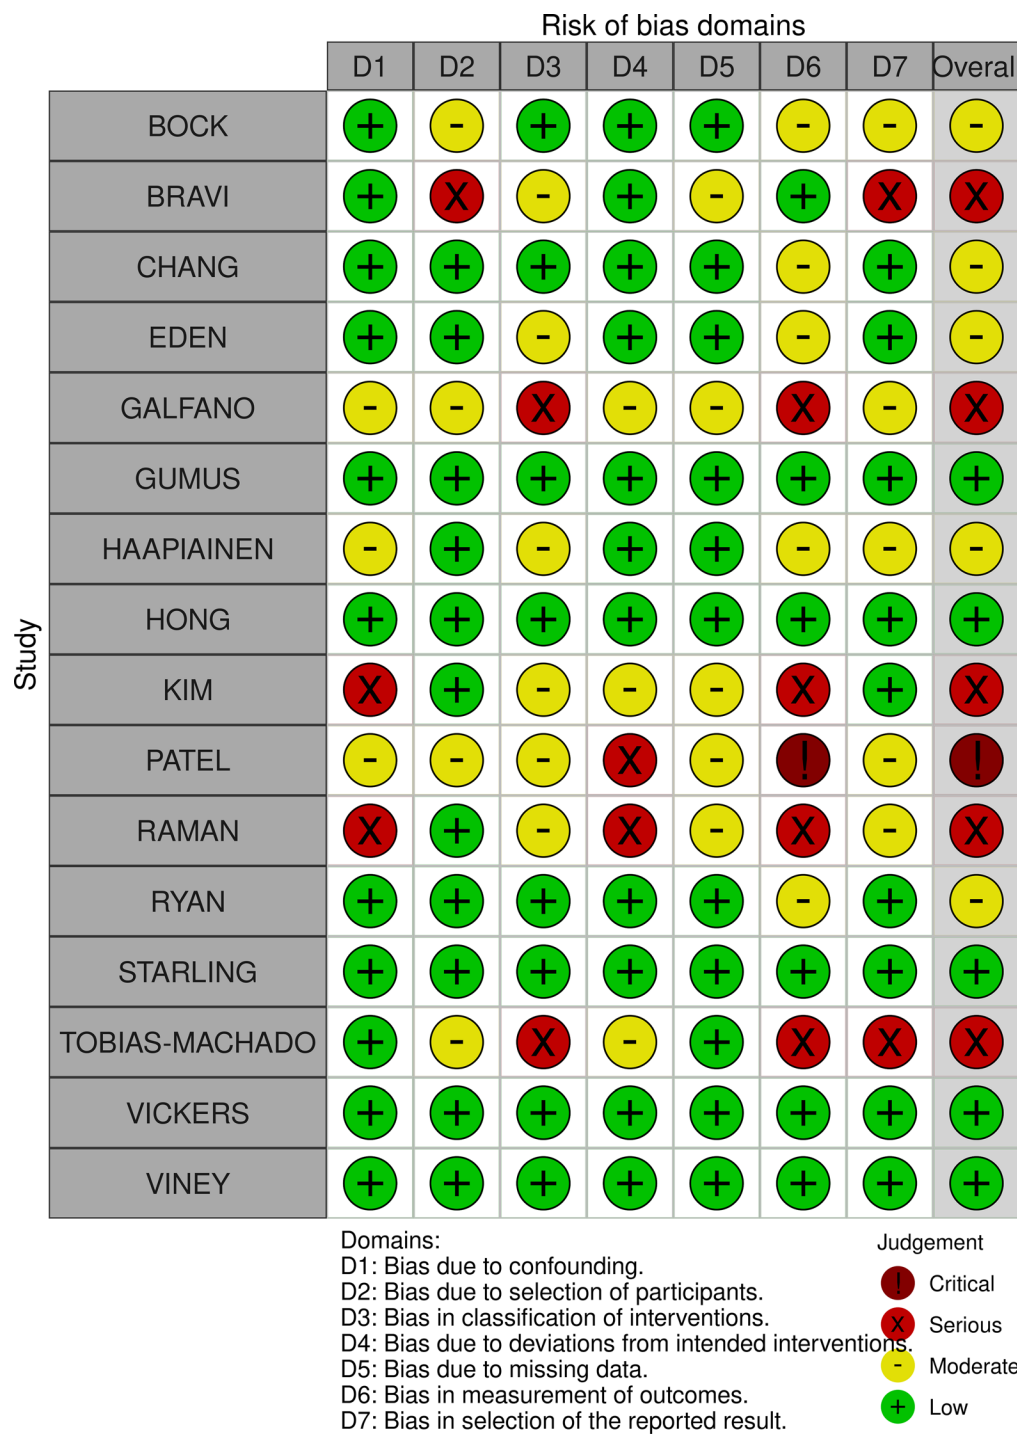 Risk of bias domains
D1 D2 D3 D4 D5 D6 D7 Overal
Study
BOCK + - + + + - - -
BRAVI + X - + - + X X
CHANG + + + + + - + -
EDEN + + - + + - + -
GALFANO - - X - - X - X
GUMUS + + + + + + + +
HAAPIAINEN - + - + + - - -
HONG + + + + + + + +
KIM X + - - - X + X
PATEL - - - X - ! - !
RAMAN X + - X - X - X
RYAN + + + + + - + -
STARLING + + + + + + + +
TOBIAS-MACHADO + - X - + X X X
VICKERS + + + + + + + +
VINEY + + + + + + + +
Domains:
D1: Bias due to confounding.
D2: Bias due to selection of participants.
D3: Bias in classification of interventions.
D4: Bias due to deviations from intended interventions.
D5: Bias due to missing data.
D6: Bias in measurement of outcomes.
D7: Bias in selection of the reported result.
Judgement
! Critical
X Serious
- Moderate
+ Low